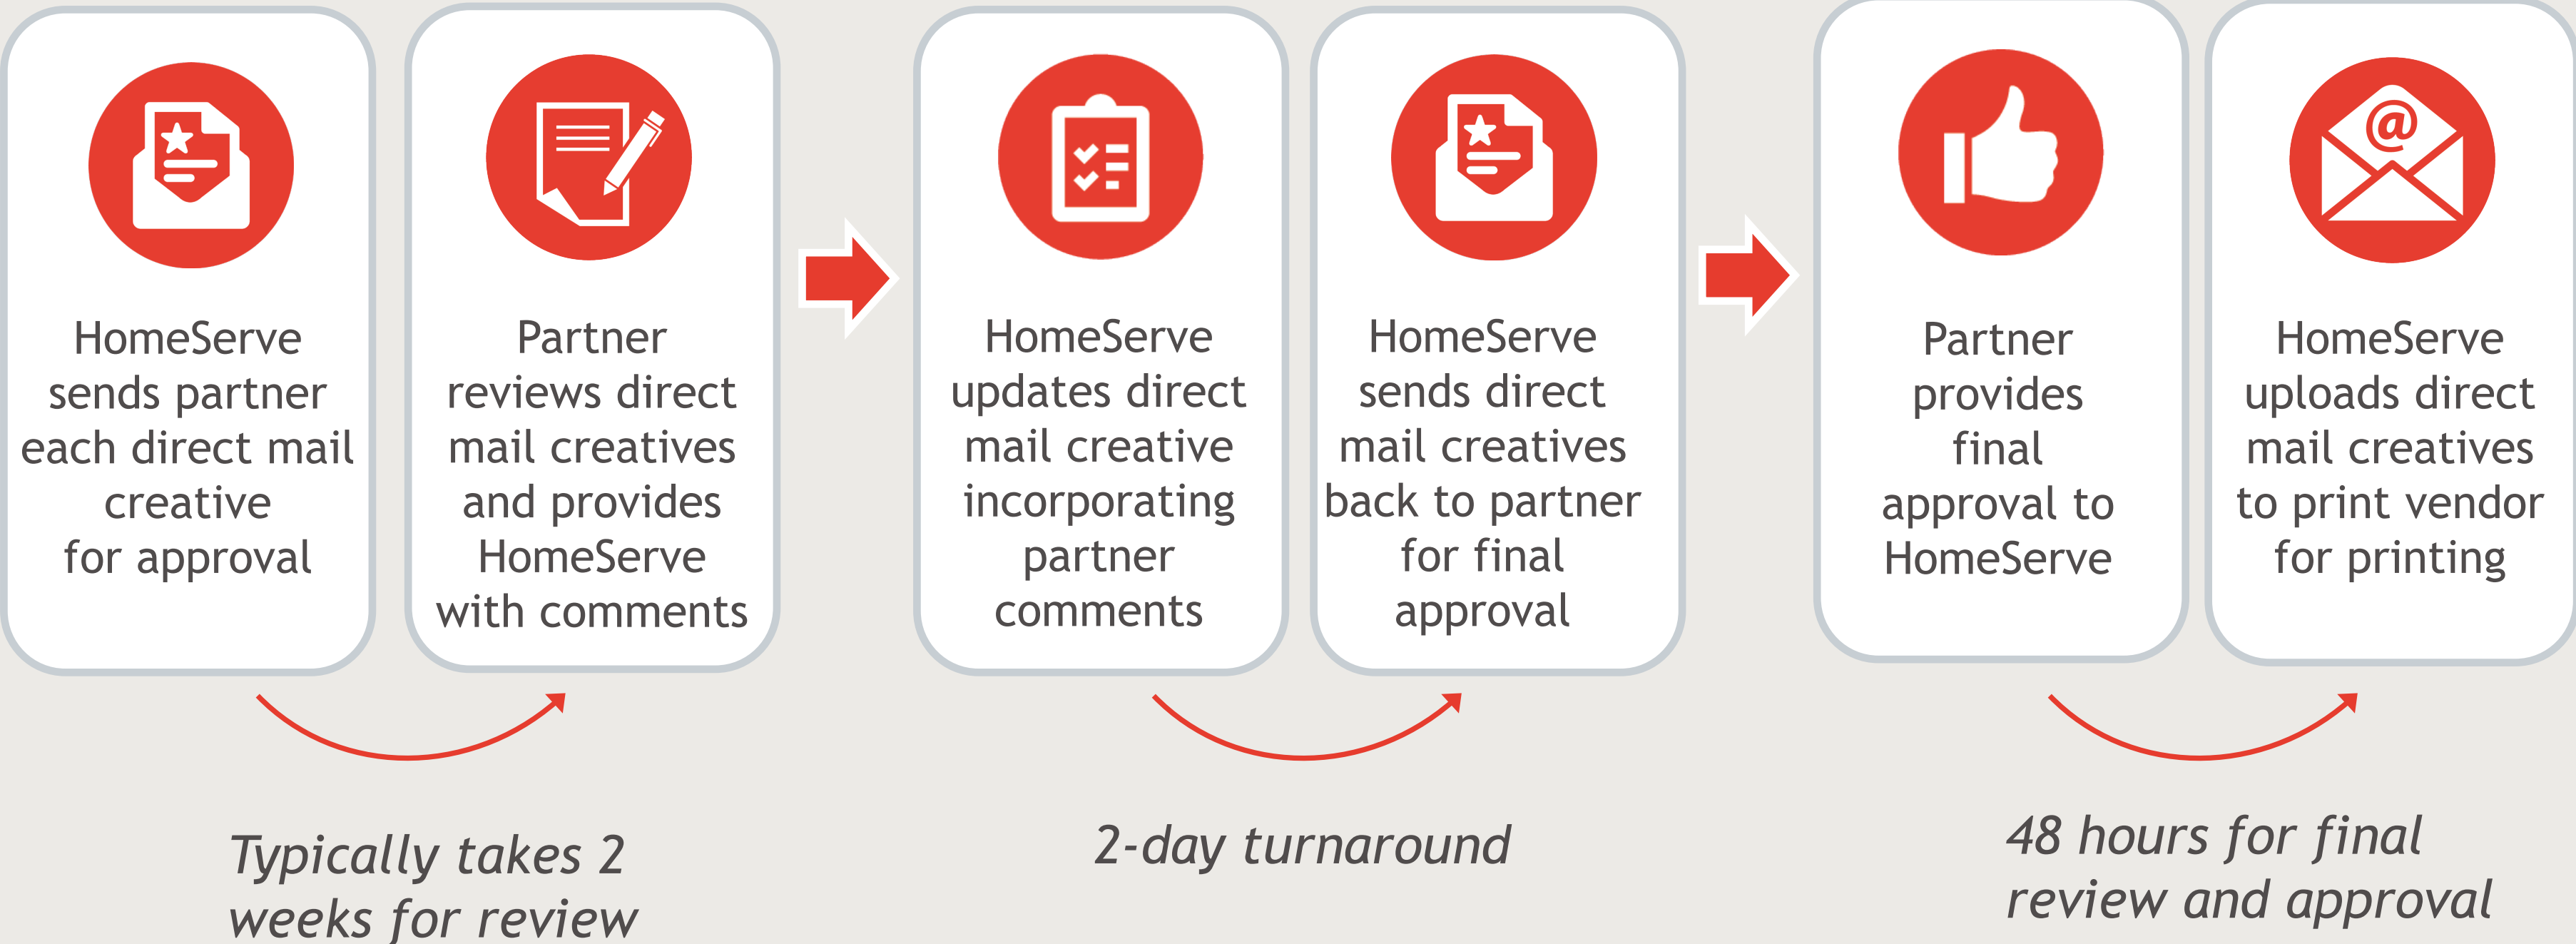 HomeServe
sends partner
each direct mail
creative
for approval
Partner
reviews direct
mail creatives
and provides
HomeServe
with comments
HomeServe
updates direct
mail creative
incorporating
partner
comments
HomeServe
sends direct
mail creatives
back to partner
for final
approval
Partner
provides
final
approval to
HomeServe
@
HomeServe
uploads direct
mail creatives
to print vendor
for printing
Typically takes 2
weeks for review
2-day turnaround
48 hours for final
review and approval